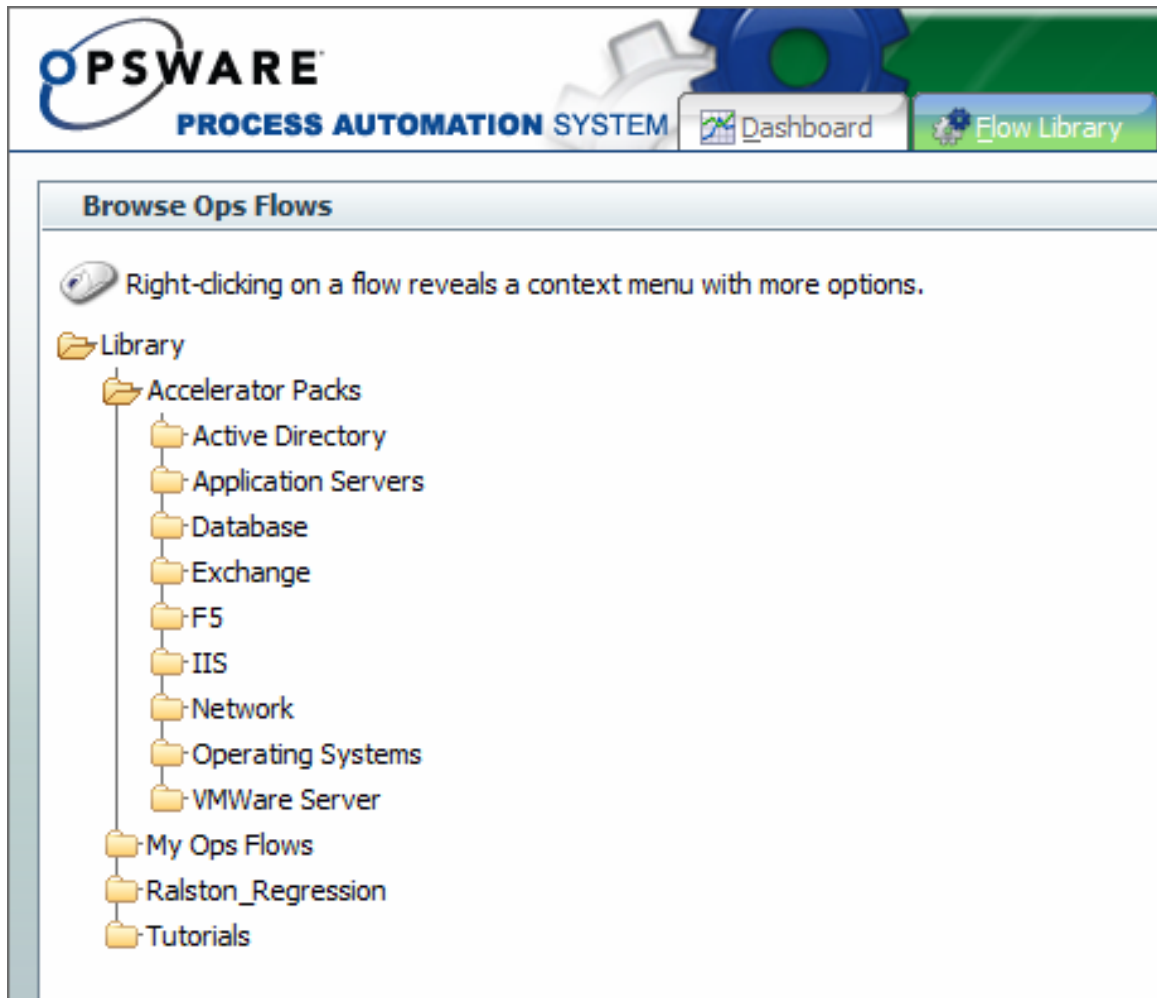 OPSWARE
PROCESS AUTOMATION SYSTEM
Dashboard
Flow Library
Browse Ops Flows
Right-clicking on a flow reveals a context menu with more options.
Library
Accelerator Packs
Active Directory
Application Servers
Database
Exchange
F5
IIS
Network
Operating Systems
VMWare Server
My Ops Flows
Ralston_Regression
Tutorials